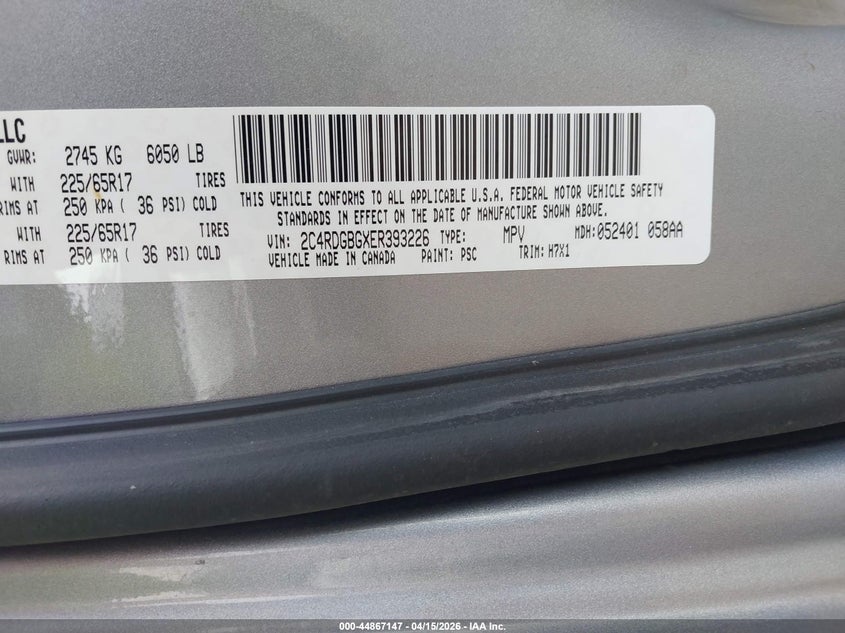 LLC
GVWR: 2745 KG 6050 LB
WITH 225/65R17 TIRES
RIMS AT 250 KPA ( 36 PSI) COLD
WITH 225/65R17 TIRES
RIMS AT 250 KPA ( 36 PSI) COLD
THIS VEHICLE CONFORMS TO ALL APPLICABLE U.S.A. FEDERAL MOTOR VEHICLE SAFETY
STANDARDS IN EFFECT ON THE DATE OF MANUFACTURE SHOWN ABOVE.
VIN: 2C4RDGBGXER393226 TYPE: MPV MDH: 052401 058AA
VEHICLE MADE IN CANADA PAINT: PSC TRIM: H7X1
000-44867147 - 04/15/2026 - IAA Inc.